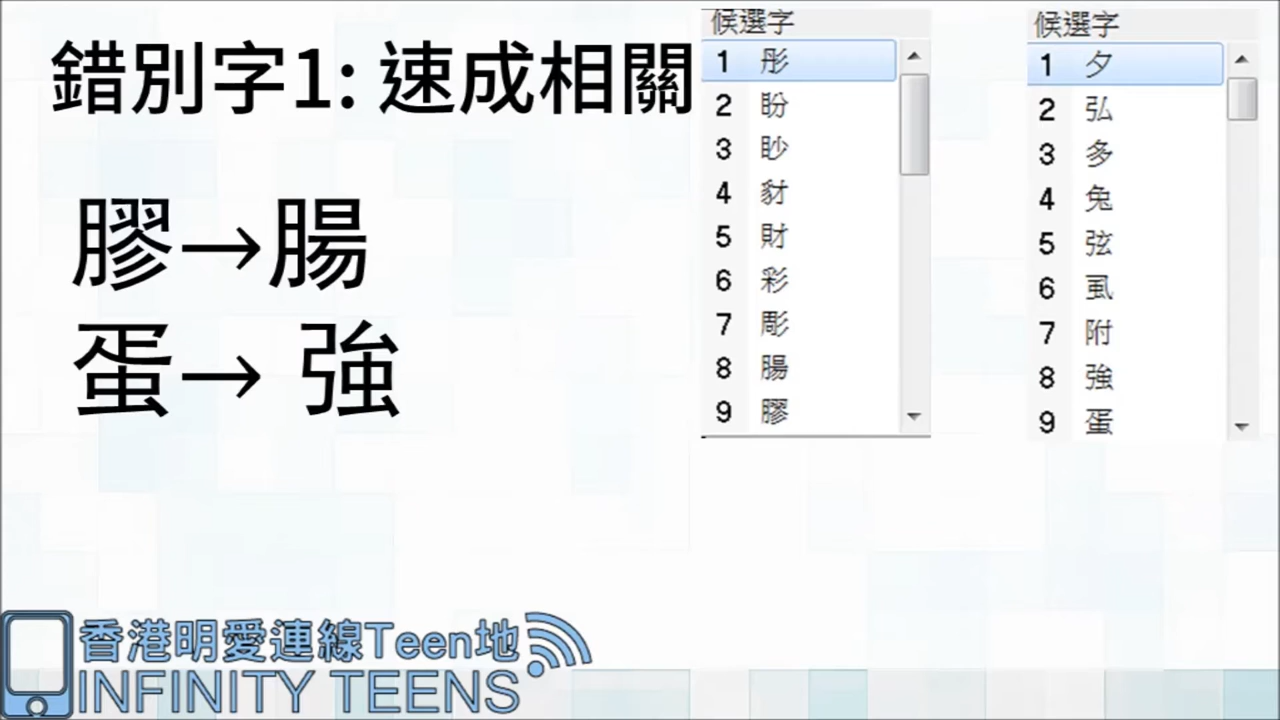 錯別字1: 速成相關
膠→腸
蛋→ 強
候選字
1 彤
2 盼
3 眇
4 豺
5 財
6 彩
7 彫
8 腸
9 膠
候選字
1 夕
2 弘
3 多
4 兔
5 弦
6 虱
7 附
8 強
9 蛋
香港明愛連線Teen地
INFINITY TEENS